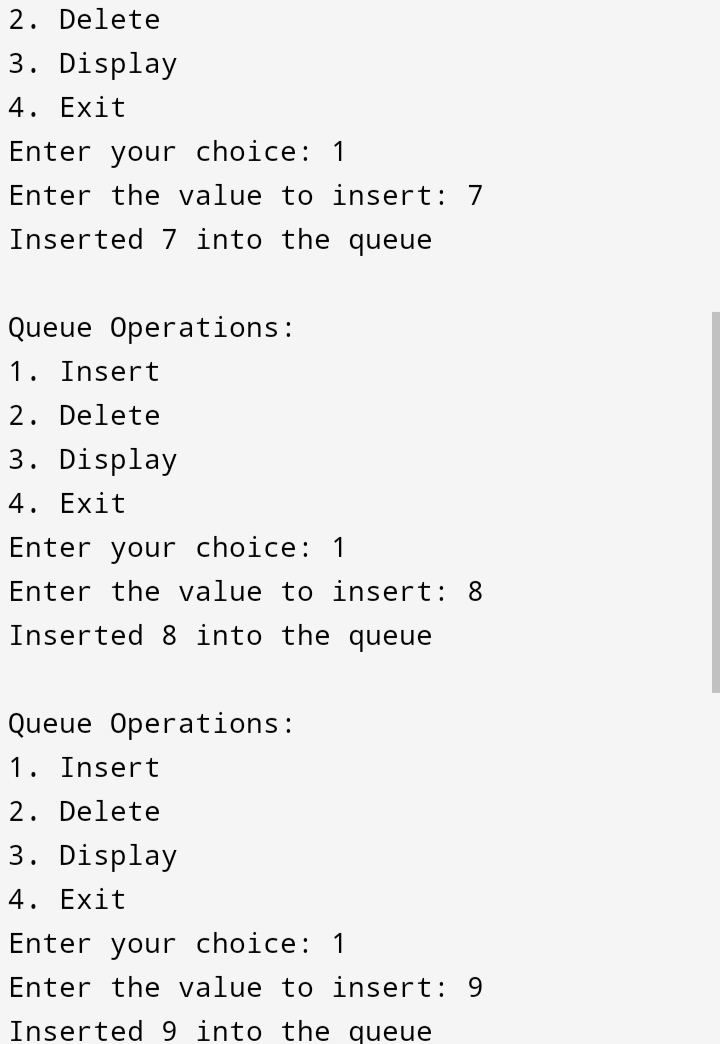 2. Delete
3. Display
4. Exit
Enter your choice: 1
Enter the value to insert: 7
Inserted 7 into the queue
Queue Operations:
1. Insert
2. Delete
3. Display
4. Exit
Enter your choice: 1
Enter the value to insert: 8
Inserted 8 into the queue
Queue Operations:
1. Insert
2. Delete
3. Display
4. Exit
Enter your choice: 1
Enter the value to insert: 9
Inserted 9 into the queue